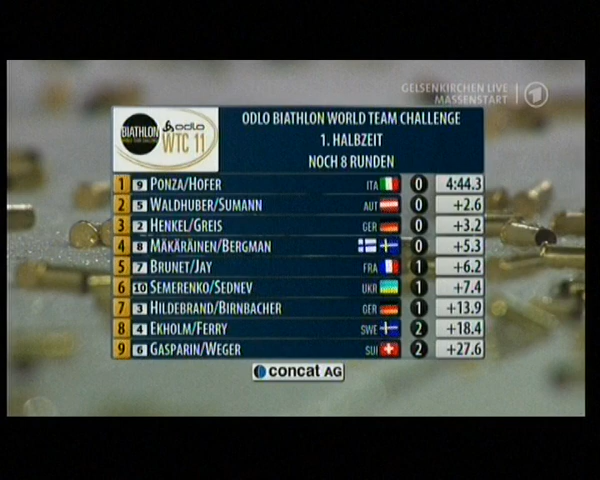 GELSENKIRCHEN LIVE
MASSENSTART
BIATHLON
odlo
WTC 11
ODLO BIATHLON WORLD TEAM CHALLENGE
1. HALBZEIT
NOCH 8 RUNDEN
1 9 PONZA/HOFER ITA 0 4:44.3
2 5 WALDHUBER/SUMANN AUT 0 +2.6
3 2 HENKEL/GREIS GER 0 +3.2
4 8 MÄKÄRÄINEN/BERGMAN 0 +5.3
5 7 BRUNET/JAY FRA 1 +6.2
6 10 SEMERENKO/SEDNEV UKR 1 +7.4
7 3 HILDEBRAND/BIRNBACHER GER 1 +13.9
8 4 EKHOLM/FERRY SWE 2 +18.4
9 6 GASPARIN/WEGER SUI 2 +27.6
concat AG